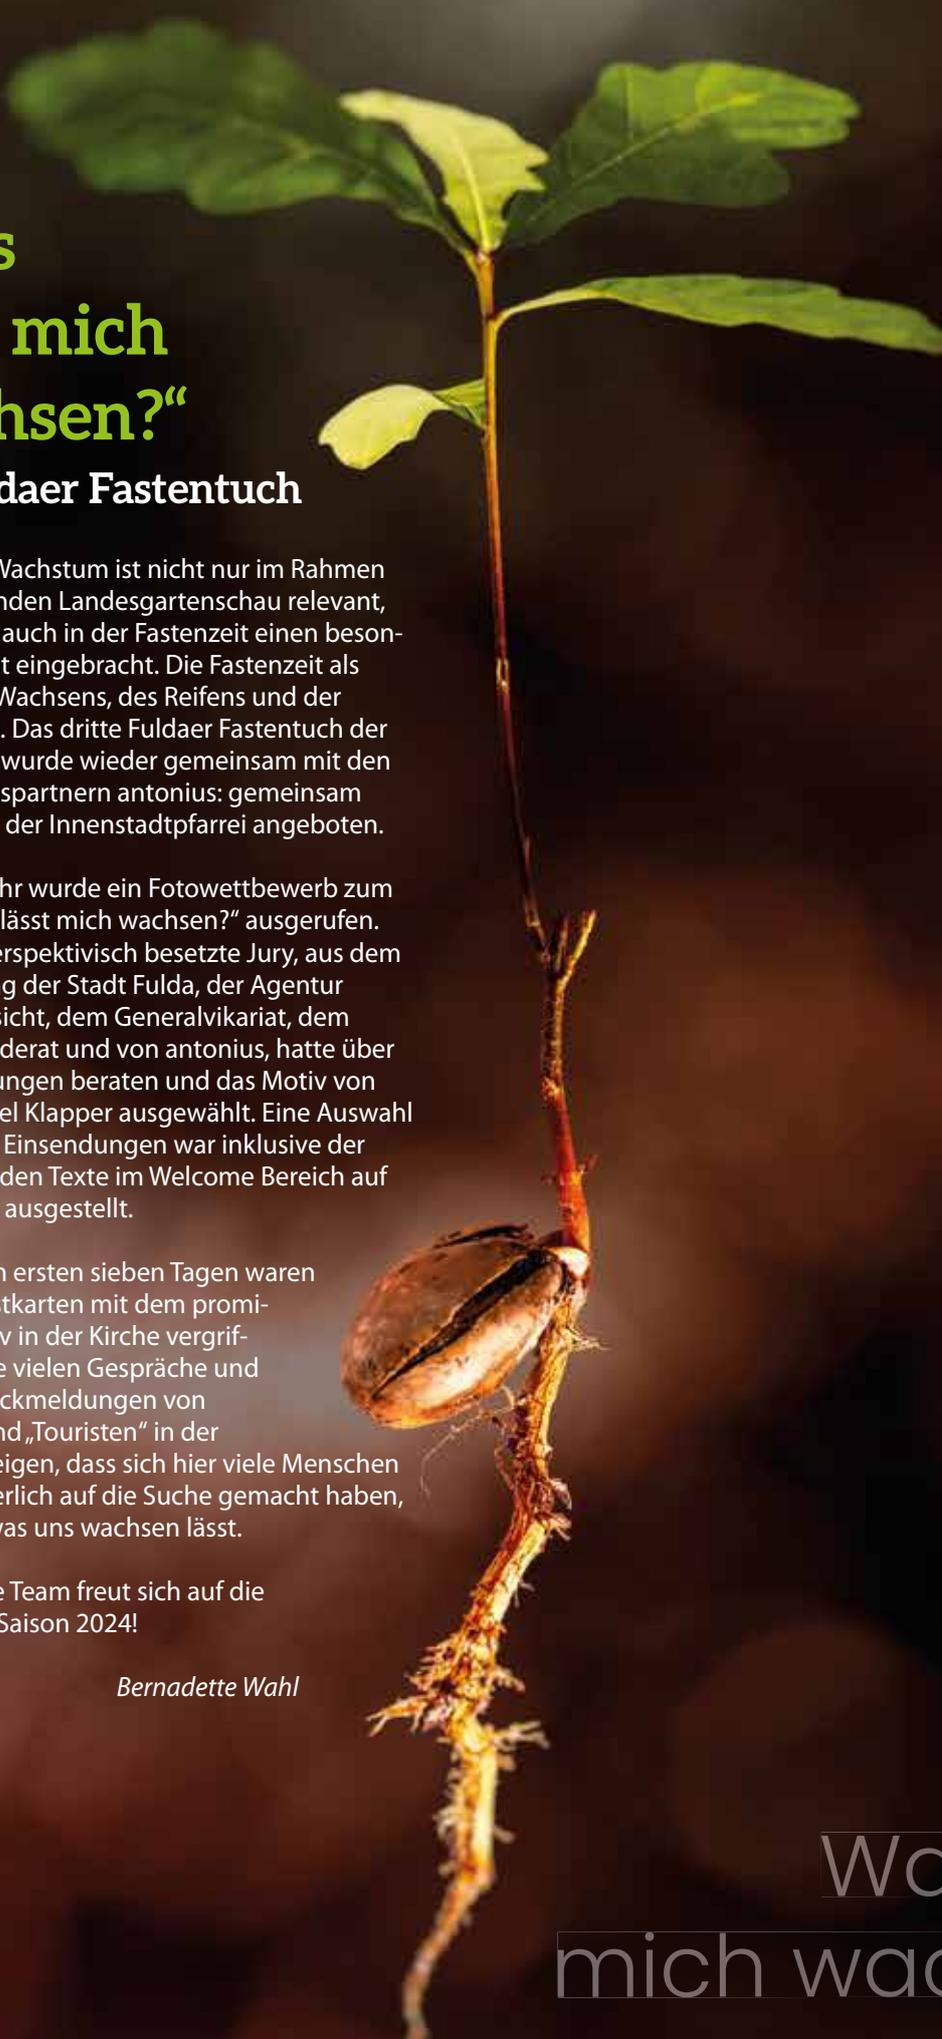 s
mich
hsen?“
daer Fastentuch
Wachstum ist nicht nur im Rahmen
nden Landesgartenschau relevant,
auch in der Fastenzeit einen beson-
t eingebracht. Die Fastenzeit als
Wachsens, des Reifens und der
. Das dritte Fuldaer Fastentuch der
wurde wieder gemeinsam mit den
spartnern antonius: gemeinsam
der Innenstadtpfarrei angeboten.
hr wurde ein Fotowettbewerb zum
lässt mich wachsen?“ ausgerufen.
erspektivisch besetzte Jury, aus dem
g der Stadt Fulda, der Agentur
sicht, dem Generalvikariat, dem
derat und von antonius, hatte über
ungen beraten und das Motiv von
el Klapper ausgewählt. Eine Auswahl
Einsendungen war inklusive der
den Texte im Welcome Bereich auf
ausgestellt.
n ersten sieben Tagen waren
stkarten mit dem promi-
v in der Kirche vergrif-
e vielen Gespräche und
ckmeldungen von
nd „Touristen“ in der
eigen, dass sich hier viele Menschen
erlich auf die Suche gemacht haben,
was uns wachsen lässt.
e Team freut sich auf die
Saison 2024!
Bernadette Wahl
Wa
mich wac